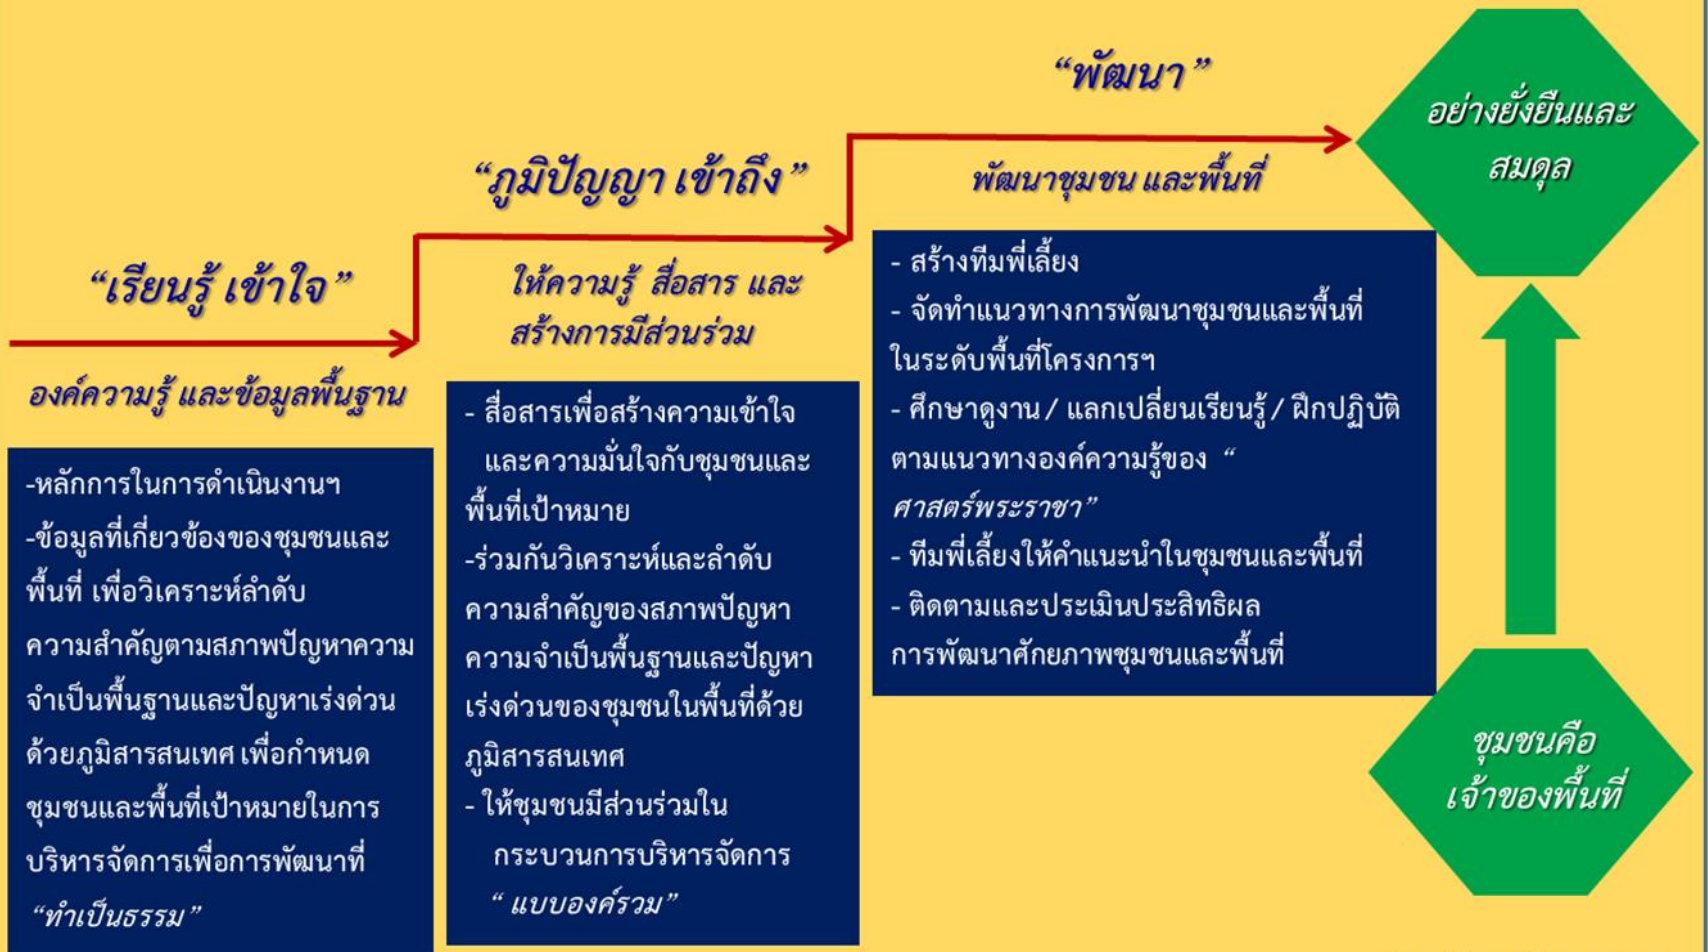 “เรียนรู้ เข้าใจ”
องค์ความรู้ และข้อมูลพื้นฐาน
-หลักการในการดำเนินงานฯ
-ข้อมูลที่เกี่ยวข้องของชุมชนและ
พื้นที่ เพื่อวิเคราะห์ลำดับ
ความสำคัญตามสภาพปัญหาความ
จำเป็นพื้นฐานและปัญหาเร่งด่วน
ด้วยภูมิสารสนเทศ เพื่อกำหนด
ชุมชนและพื้นที่เป้าหมายในการ
บริหารจัดการเพื่อการพัฒนาที่
“ทำเป็นธรรม”
“ภูมิปัญญา เข้าถึง”
ให้ความรู้ สื่อสาร และ
สร้างการมีส่วนร่วม
- สื่อสารเพื่อสร้างความเข้าใจ
และความมั่นใจกับชุมชนและ
พื้นที่เป้าหมาย
-ร่วมกันวิเคราะห์และลำดับ
ความสำคัญของสภาพปัญหา
ความจำเป็นพื้นฐานและปัญหา
เร่งด่วนของชุมชนในพื้นที่ด้วย
ภูมิสารสนเทศ
- ให้ชุมชนมีส่วนร่วมใน
กระบวนการบริหารจัดการ
“ แบบองค์รวม”
“พัฒนา”
พัฒนาชุมชน และพื้นที่
- สร้างทีมพี่เลี้ยง
- จัดทำแนวทางการพัฒนาชุมชนและพื้นที่
ในระดับพื้นที่โครงการฯ
- ศึกษาดูงาน / แลกเปลี่ยนเรียนรู้ / ฝึกปฏิบัติ
ตามแนวทางองค์ความรู้ของ “
ศาสตร์พระราชา”
- ทีมพี่เลี้ยงให้คำแนะนำในชุมชนและพื้นที่
- ติดตามและประเมินประสิทธิผล
การพัฒนาศักยภาพชุมชนและพื้นที่
อย่างยั่งยืนและ
สมดุล
ชุมชนคือ
เจ้าของพื้นที่